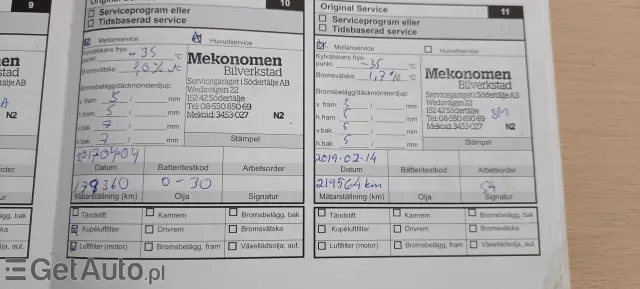 9
Original Service
10
Serviceprogram eller
Tidsbaserad service
Mellanservice
Huvudservice
Kylvätskans frys-
punkt
-35
°C
Bromsvätska
%
Bromsbelägg/däckmönsterdjup:
v. fram:
5
/
mm
h. fram:
5
/
mm
v. bak:
7
/
mm
h. bak:
7
/
mm
Mekonomen
Bilverkstad
Servicegaraget i Södertälje AB
Wedavägen 22
152 42 Södertälje
Tel: 08-550 850 69
Mekoid: 3453-027
N2
Stämpel
20170404
Datum
Batteritestkod
Arbetsorder
179360
0-30
Mätarställning (km)
Olja
Signatur
Tändstift
Kamrem
Bromsbelägg, bak
Kupéluftfilter
Drivrem
Bromsvätska
Luftfilter (motor)
Bromsbelägg, fram
Växellådsolja, aut.
Original Service
11
Serviceprogram eller
Tidsbaserad service
Mellanservice
Huvudservice
Kylvätskans frys-
punkt
-35
°C
Bromsvätska
1,7%
Bromsbelägg/däckmönsterdjup:
v. fram:
5
/
mm
h. fram:
5
/
mm
v. bak:
5
/
mm
h. bak:
5
/
mm
Mekonomen
Bilverkstad
Servicegaraget i Södertälje AB
Wedavägen 22
152 42 Södertälje
Tel: 08-550 850 69
Mekoid: 3453-027
N2
Stämpel
2019-02-14
Datum
Batteritestkod
Arbetsorder
219564 km
Mätarställning (km)
Olja
Signatur
Tändstift
Kamrem
Bromsbelägg, bak
Kupéluftfilter
Drivrem
Bromsvätska
Luftfilter (motor)
Bromsbelägg, fram
Växellådsolja, aut.
stad
N2
order
GetAuto.pl